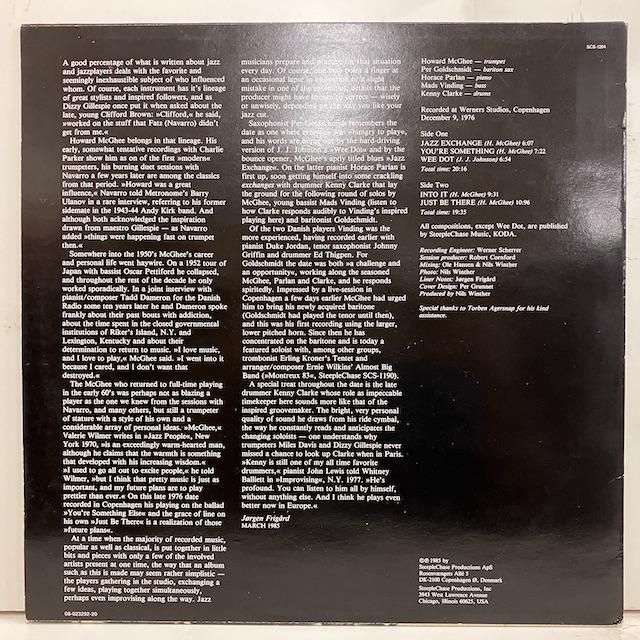 SCS-1204
A good percentage of what is written about jazz
and jazzplayers deals with the favorite and
seemingly inexhaustible subject of who influenced
whom. Of course, each instrument has it's lineage
of great stylists and inspired followers, and as
Dizzy Gillespie once put it when asked about the
late, young Clifford Brown: »Clifford,« he said,
»worked on the stuff that Fats (Navarro) didn't
get from me.«
Howard McGhee belongs in that lineage. His
early, somewhat tentative recordings with Charlie
Parker show him as on of the first »modern«
trumpeters, his burning duet sessions with
Navarro a few years later are among the classics
from that period. »Howard was a great
influence,« Navarro told Metronome's Barry
Ulanov in a rare interview, referring to his former
sidemate in the 1943-44 Andy Kirk band. And
although both acknowledged the inspiration
drawn from maestro Gillespie — as Navarro
added »things were happening fast on trumpet
then.«
Somewhere into the 1950's McGhee's career
and personal life went haywire. On a 1952 tour of
Japan with bassist Oscar Pettiford he collapsed,
and throughout the rest of the decade he only
worked sporadically. In a joint interview with
pianist/composer Tadd Dameron for the Danish
Radio some ten years later he and Dameron spoke
frankly about their past bouts with addiction,
about the time spent in the closed governmental
institutions of Riker's Island, N.Y. and
Lexington, Kentucky and about their
determination to return to music. »I love music,
and I love to play,« McGhee said. »I went into it
because I cared, and I don't want that
destroyed.«
The McGhee who returned to full-time playing
in the early 60's was perhaps not as blazing a
player as the one we knew from the sessions with
Navarro, and many others, but still a trumpeter
of stature with a style of his own and a
considerable array of personal ideas. »McGhee,«
Valerie Wilmer writes in »Jazz People«, New
York 1970, »is an exceedingly warm-hearted man,
although he claims that the warmth is something
that developed with his increasing wisdom.«
»I used to go all out to excite people,« he told
Wilmer, »but I think that pretty music is just as
important, and my future plans are to play
prettier than ever.« On this late 1976 date
recorded in Copenhagen his playing on the ballad
»You're Something Else« and the grace of line on
his own »Just Be There« is a realization of those
»future plans«.
At a time when the majority of recorded music,
popular as well as classical, is put together in little
bits and pieces with only a few of the involved
artists present at one time, the way that an album
such as this is made may seem rather simplistic —
the players gathering in the studio, exchanging a
few ideas, playing together simultaneously,
perhaps even improvising along the way. Jazz
08-023292-20
musicians prepare and practice for that situation
every day. Of course, one may point a finger at
an occasional lapse in ensemble or a slight
mistake in one of the ensembles, details that the
producer might have chosen to correct — wisely
or unwisely, depending on the way you like your
jazz cut.
Saxophonist Per Goldschmidt remembers the
date as one where everyone was »hungry to play«,
and his words are borne out by the hard-driving
version of J. J. Johnson's »Wee Dot« and by the
bounce opener, McGhee's aptly titled blues »Jazz
Exchange«. On the latter pianist Horace Parlan is
first up, soon getting himself into some crackling
exchanges with drummer Kenny Clarke that lay
the ground for the following round of solos by
McGhee, young bassist Mads Vinding (listen to
how Clarke responds audibly to Vinding's inspired
playing here) and baritonist Goldschmidt.
Of the two Danish players Vinding was the
more experienced, having recorded earlier with
pianist Duke Jordan, tenor saxophonist Johnny
Griffin and drummer Ed Thigpen. For
Goldschmidt the date was both »a challenge and
an opportunity«, working along the seasoned
McGhee, Parlan and Clarke, and he responds
spiritedly. Impressed by a live-session in
Copenhagen a few days earlier McGhee had urged
him to bring his newly acquired baritone
(Goldschmidt had played the tenor until then),
and this was his first recording using the larger,
lower pitched horn. Since then he has
concentrated on the baritone and is today a
featured soloist with, among other groups,
trombonist Erling Kroner's Tentet and
arranger/composer Ernie Wilkins' Almost Big
Band (»Montreux 83«, SteepleChase SCS-1190).
A special treat throughout the date is the late
drummer Kenny Clarke whose role as impeccable
timekeeper here sounds more like that of the
inspired groovemaker. The bright, very personal
quality of sound he draws from his ride cymbal,
the way he constantly reads and anticipates the
changing soloists — one understands why
trumpeters Miles Davis and Dizzy Gillespie never
missed a chance to look up Clarke when in Paris.
»Kenny is still one of my all time favorite
drummers,« pianist John Lewis told Whitney
Balliett in »Improvising«, N.Y. 1977. »He's
profound. You can listen to him all by himself,
without anything else. And I think he plays even
better now in Europe.«
Jørgen Frigård
MARCH 1985
Howard McGhee — trumpet
Per Goldschmidt — bariton sax
Horace Parlan — piano
Mads Vinding — bass
Kenny Clarke — drums
Recorded at Werners Studios, Copenhagen
December 9, 1976
Side One
JAZZ EXCHANGE (H. McGhee) 6:07
YOU'RE SOMETHING (H. McGhee) 7:22
WEE DOT (J. J. Johnson) 6:54
Total time: 20:16
Side Two
INTO IT (H. McGhee) 9:31
JUST BE THERE (H. McGhee) 10:96
Total time: 19:35
All compositions, except Wee Dot, are published
by SteepleChase Music, KODA.
Recording Engineer: Werner Scherrer
Session producer: Robert Cornford
Mixing: Ole Hansen & Nils Winther
Photo: Nils Winther
Liner Notes: Jørgen Frigård
Cover Design: Per Grunnet
Produced by Nils Winther
Special thanks to Torben Agersnap for his kind
assistance.
©℗ 1985 by
SteepleChase Productions ApS
Rosenvængets Allé 5
DK-2100 Copenhagen Ø, Denmark
SteepleChase Productions, Inc
3943 West Lawrence Avenue
Chicago, Illinois 60625, USA